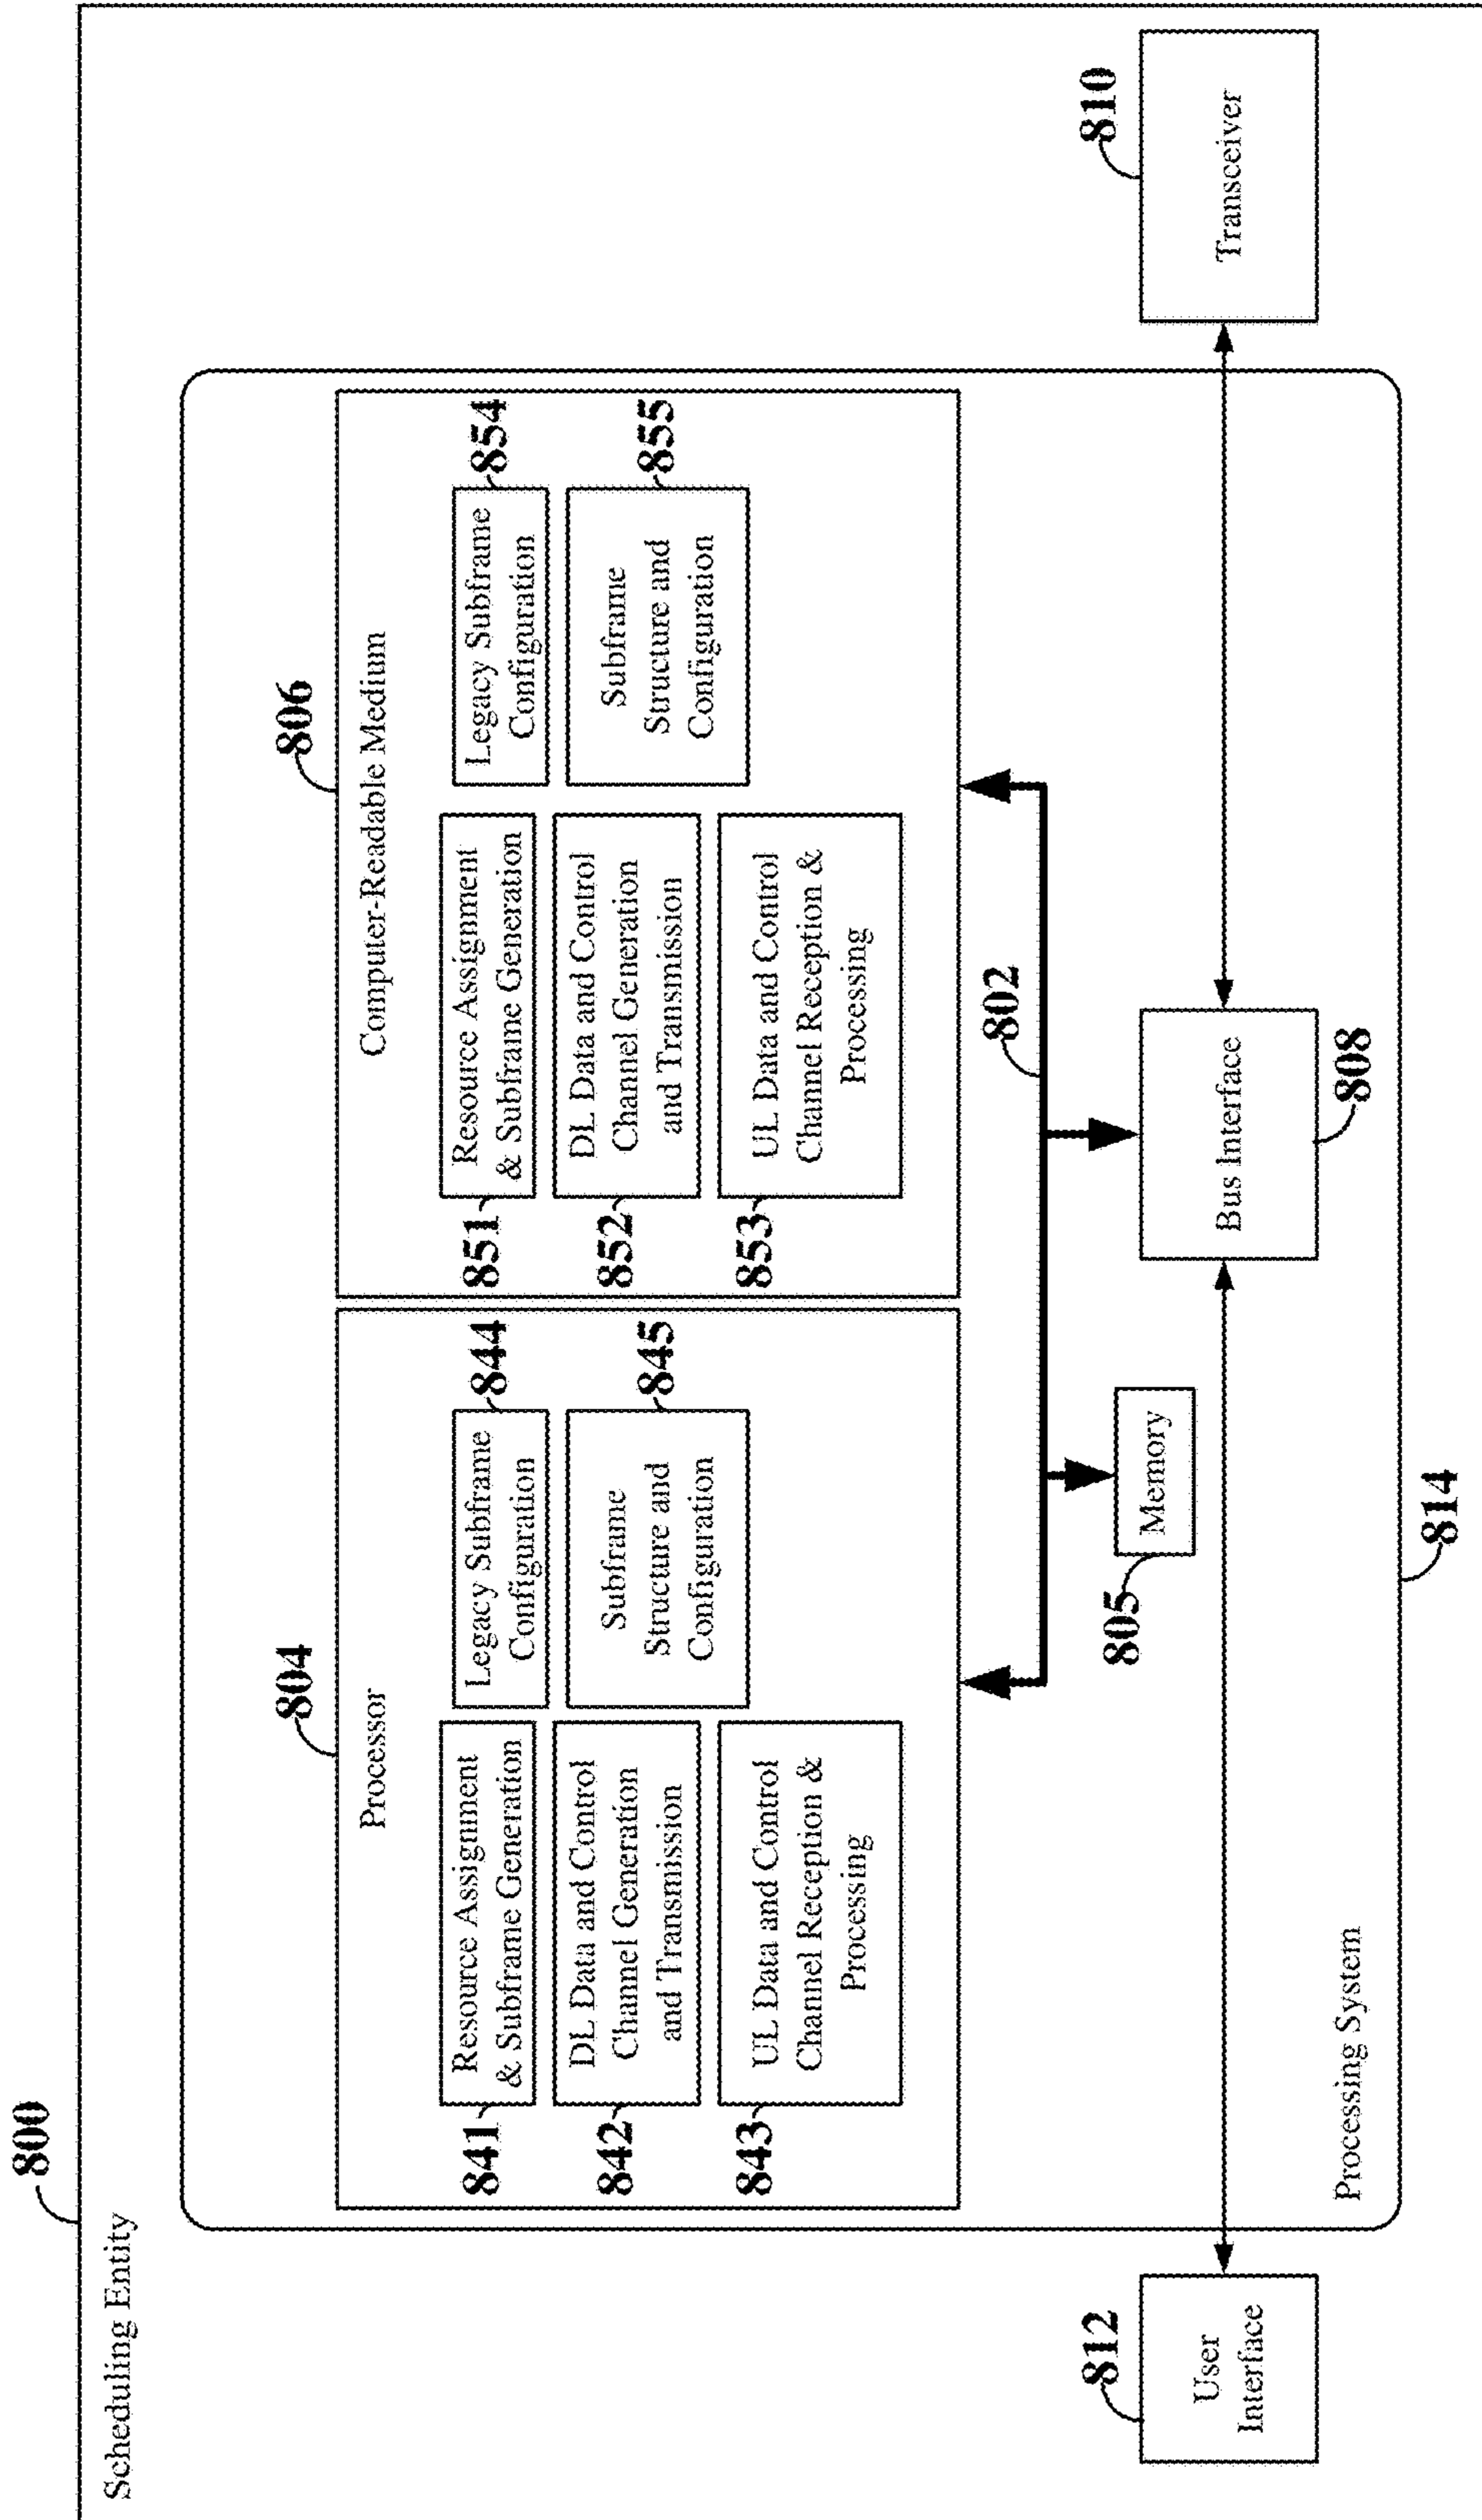 800
Scheduling Entity
804
Processor
841
Resource Assignment
& Subframe Generation
842
DL Data and Control
Channel Generation
and Transmission
843
UL Data and Control
Channel Reception &
Processing
Legacy Subframe
Configuration
844
Subframe
Structure and
Configuration
845
806
Computer-Readable Medium
851
Resource Assignment
& Subframe Generation
852
DL Data and Control
Channel Generation
and Transmission
853
UL Data and Control
Channel Reception &
Processing
Legacy Subframe
Configuration
854
Subframe
Structure and
Configuration
855
802
812
User
Interface
805
Memory
Bus Interface
808
810
Transceiver
Processing System
814